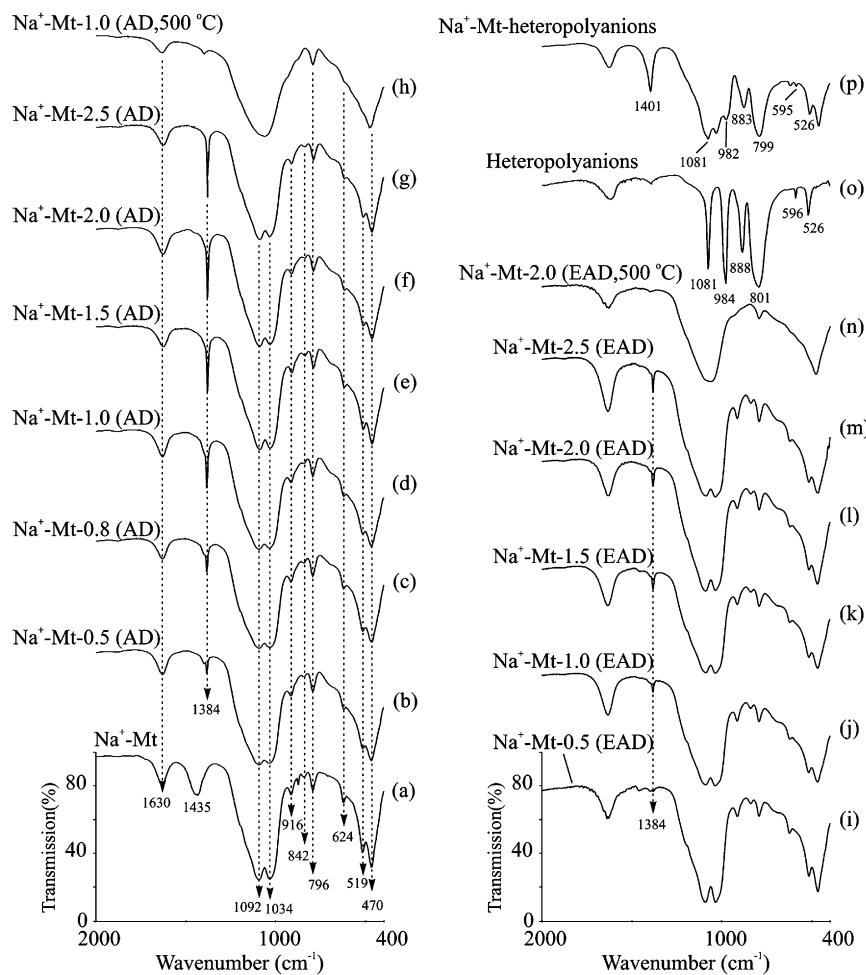 Na⁺-Mt-1.0 (AD,500 °C)
(h)
Na⁺-Mt-2.5 (AD)
(g)
Na⁺-Mt-2.0 (AD)
(f)
Na⁺-Mt-1.5 (AD)
(e)
Na⁺-Mt-1.0 (AD)
(d)
Na⁺-Mt-0.8 (AD)
(c)
Na⁺-Mt-0.5 (AD)
1384
(b)
Na⁺-Mt
80
(a)
1630
1435
916
624
842
40
796
519
470
1092
1034
0
Transmission(%)
2000
1000
400
Wavenumber (cm⁻¹)
Na⁺-Mt-heteropolyanions
(p)
1401
595
883
526
1081
982
799
Heteropolyanions
(o)
596
526
888
1081
984
801
Na⁺-Mt-2.0 (EAD,500 °C)
(n)
Na⁺-Mt-2.5 (EAD)
(m)
Na⁺-Mt-2.0 (EAD)
(l)
Na⁺-Mt-1.5 (EAD)
(k)
Na⁺-Mt-1.0 (EAD)
(j)
Na⁺-Mt-0.5 (EAD)
80
(i)
1384
40
0
Transmission(%)
2000
1000
400
Wavenumber (cm⁻¹)